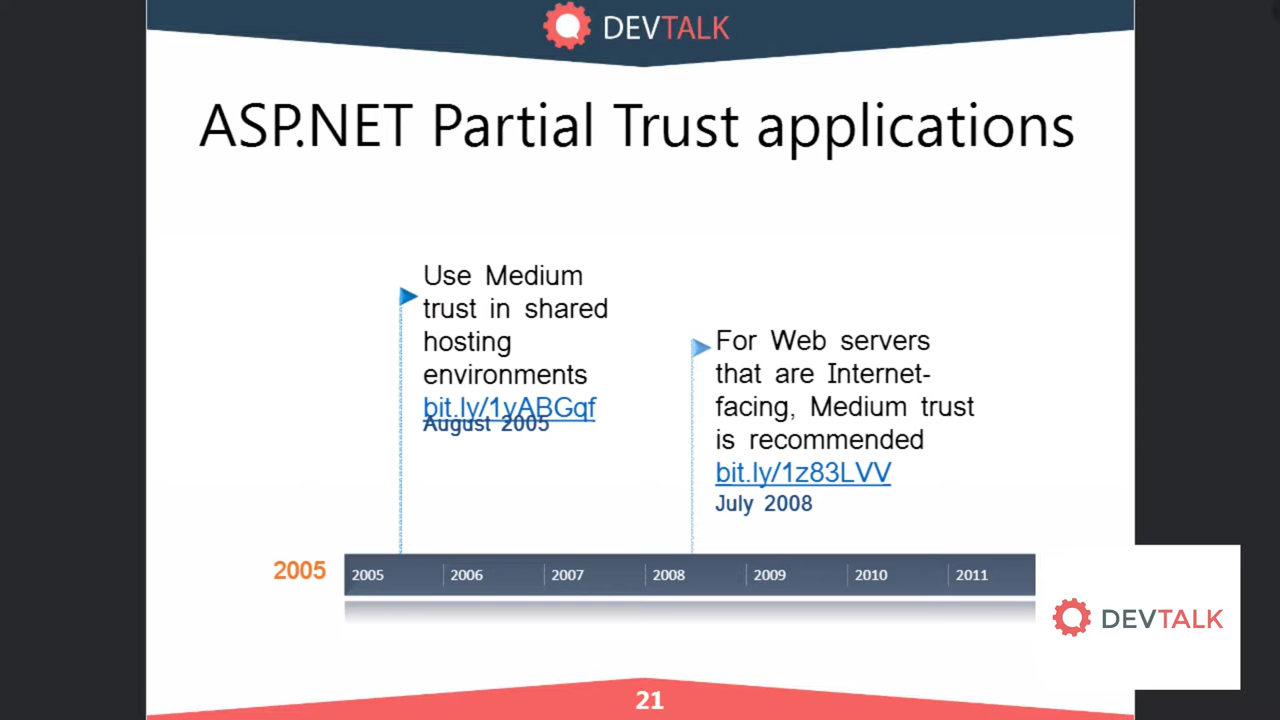 DEVTALK
ASP.NET Partial Trust applications
Use Medium
trust in shared
hosting
environments
bit.ly/1yABGqf
August 2005
For Web servers
that are Internet-
facing, Medium trust
is recommended
bit.ly/1z83LVV
July 2008
2005
2005 2006 2007 2008 2009 2010 2011
DEVTALK
21